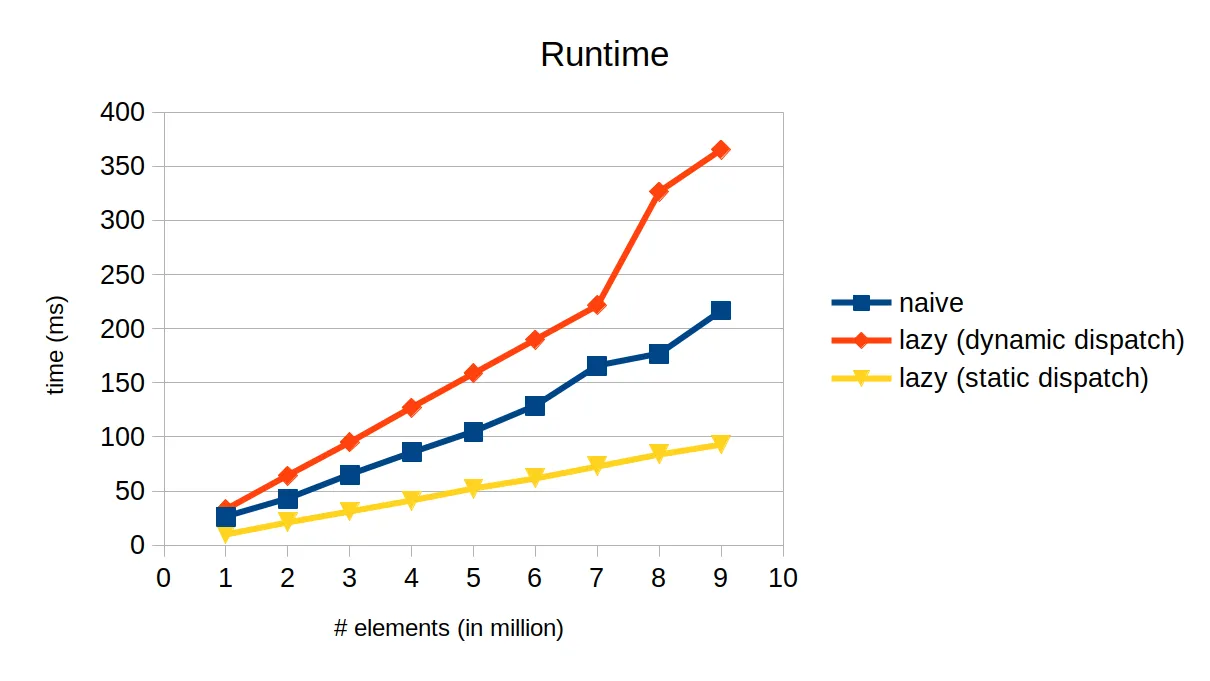 Runtime
400
350
300
250
200
150
100
50
0
time (ms)
0 1 2 3 4 5 6 7 8 9 10
# elements (in million)
naive
lazy (dynamic dispatch)
lazy (static dispatch)